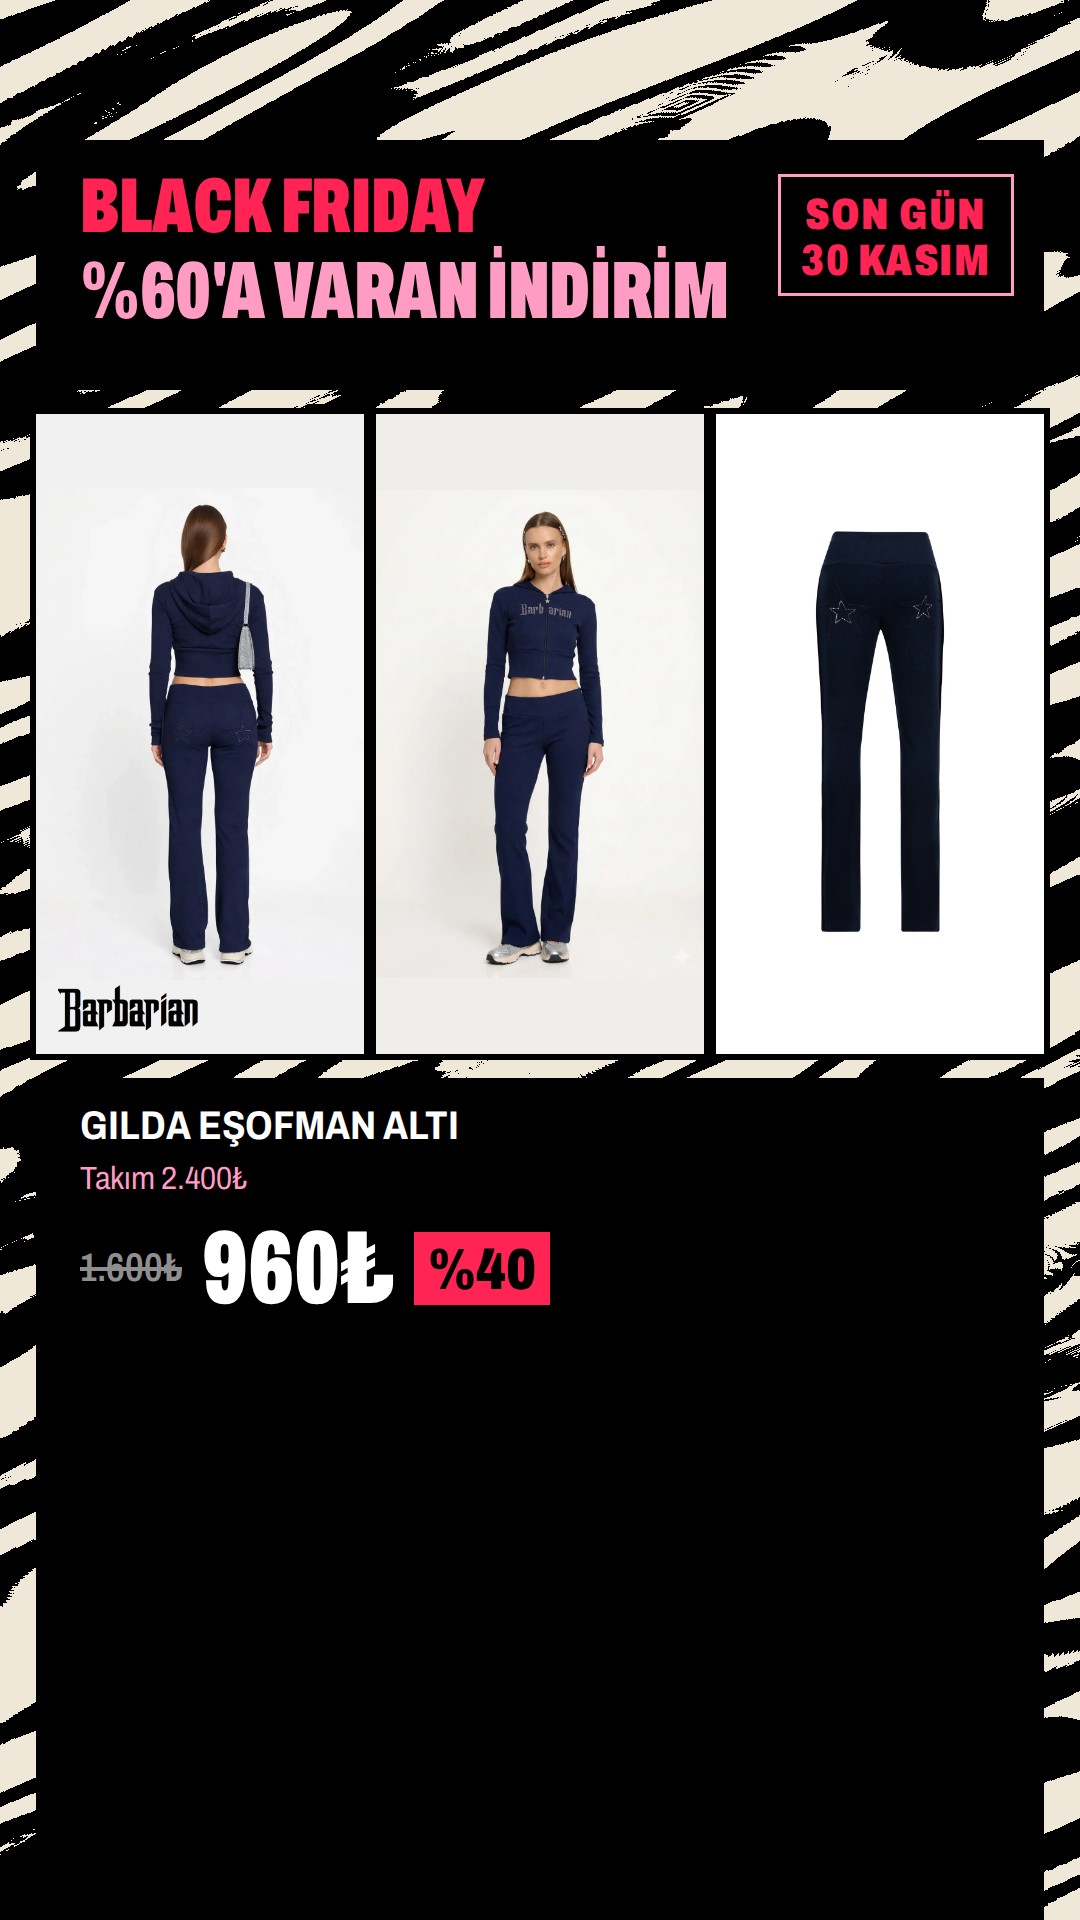 BLACK FRIDAY
%60'A VARAN İNDİRİM
SON GÜN
30 KASIM
Barbarian
Barbarian
GILDA EŞOFMAN ALTI
Takım 2.400₺
1.600₺ 960₺ %40